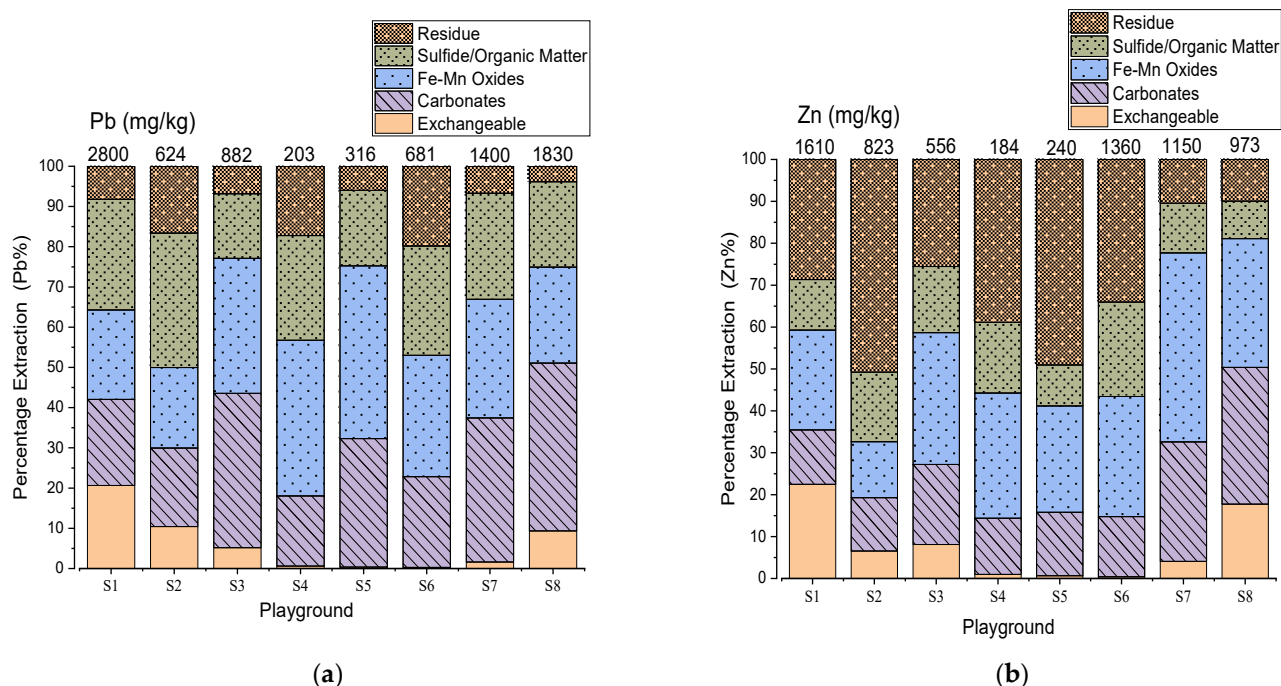 Residue
Sulfide/Organic Matter
Fe-Mn Oxides
Carbonates
Exchangeable
Pb (mg/kg)
2800 624 882 203 316 681 1400 1830
100
90
80
70
60
50
40
30
20
10
0
Percentage Extraction (Pb%)
S1 S2 S3 S4 S5 S6 S7 S8
Playground
(a)
Residue
Sulfide/Organic Matter
Fe-Mn Oxides
Carbonates
Exchangeable
Zn (mg/kg)
1610 823 556 184 240 1360 1150 973
100
90
80
70
60
50
40
30
20
10
0
Percentage Extraction (Zn%)
S1 S2 S3 S4 S5 S6 S7 S8
Playground
(b)